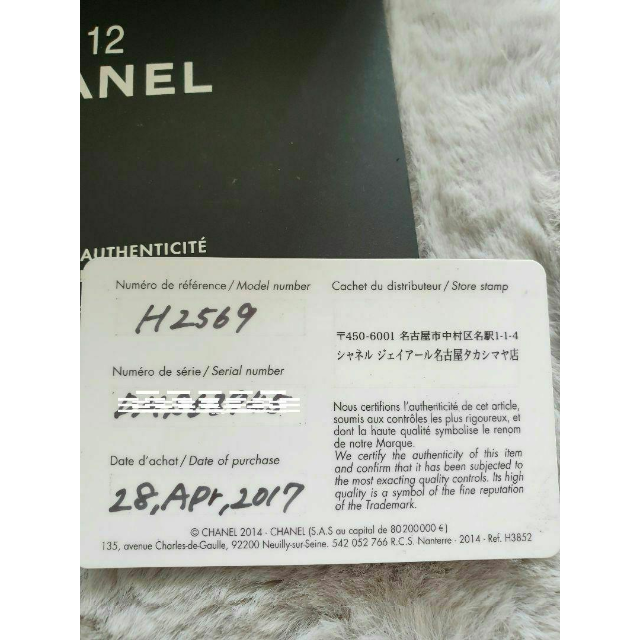 12
ANEL
AUTHENTICITÉ
Numéro de référence / Model number
H2569
Numéro de série / Serial number
Date d'achat / Date of purchase
28, Apr, 2017
Cachet du distributeur / Store stamp
〒450-6001 名古屋市中村区名駅1-1-4
シャネル ジェイアール名古屋タカシマヤ店
Nous certifions l'authenticité de cet article,
soumis aux contrôles les plus rigoureux, et
dont la haute qualité symbolise le renom
de notre Marque.
We certify the authenticity of this item
and confirm that it has been subjected to
the most exacting quality controls. Its high
quality is a symbol of the fine reputation
of the Trademark.
© CHANEL 2014 - CHANEL (S.A.S au capital de 80200000 €)
135, avenue Charles-de-Gaulle, 92200 Neuilly-sur-Seine. 542 052 766 R.C.S. Nanterre - 2014 - Ref. H3852